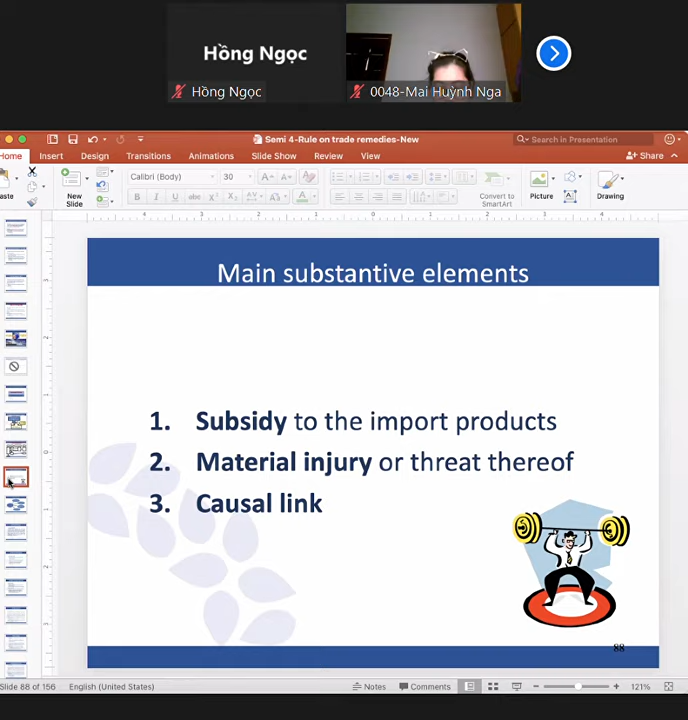 Hồng Ngọc
Hồng Ngọc
0048-Mai Huỳnh Nga
Semi 4-Rule on trade remedies-New
Search in Presentation
Home Insert Design Transitions Animations Slide Show Review View
Share
Calibri (Body) 30
New Slide
Convert to SmartArt
Picture
Drawing
Main substantive elements
1. Subsidy to the import products
2. Material injury or threat thereof
3. Causal link
88
Slide 88 of 156 English (United States) Notes Comments 121%